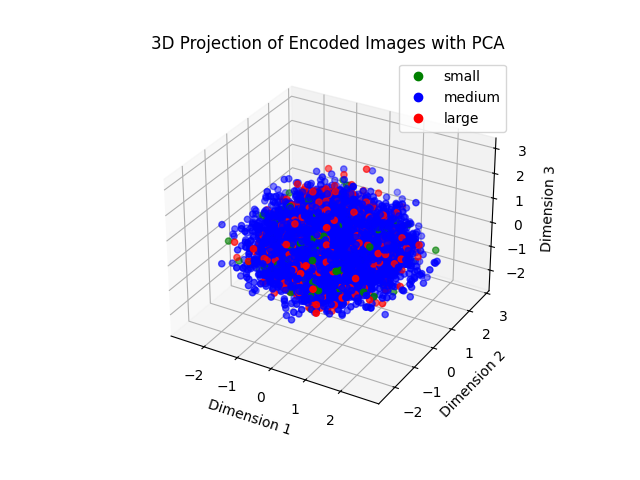 3D Projection of Encoded Images with PCA
small
medium
large
3
2
1
0
−1
−2
Dimension 3
3
2
1
0
−1
−2
Dimension 2
−2
−1
0
1
2
Dimension 1